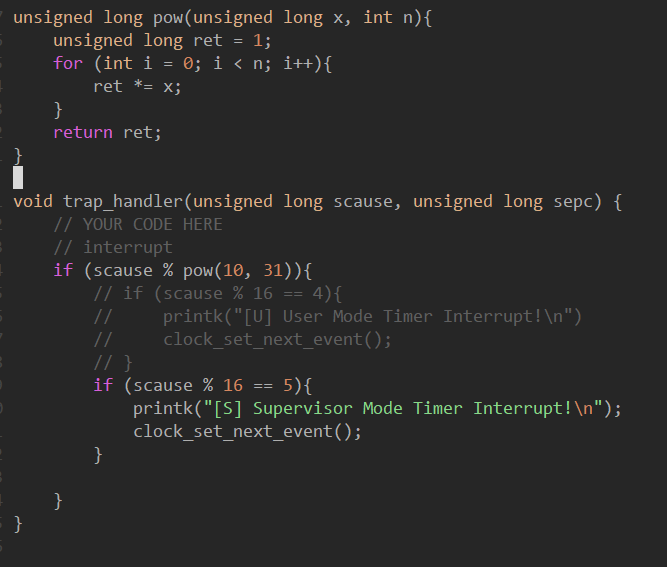 unsigned long pow(unsigned long x, int n){
    unsigned long ret = 1;
    for (int i = 0; i < n; i++){
        ret *= x;
    }
    return ret;
}
void trap_handler(unsigned long scause, unsigned long sepc) {
    // YOUR CODE HERE
    // interrupt
    if (scause % pow(10, 31)){
        // if (scause % 16 == 4){
        //     printk("[U] User Mode Timer Interrupt!\n")
        //     clock_set_next_event();
        // }
        if (scause % 16 == 5){
            printk("[S] Supervisor Mode Timer Interrupt!\n");
            clock_set_next_event();
        }
    }
}